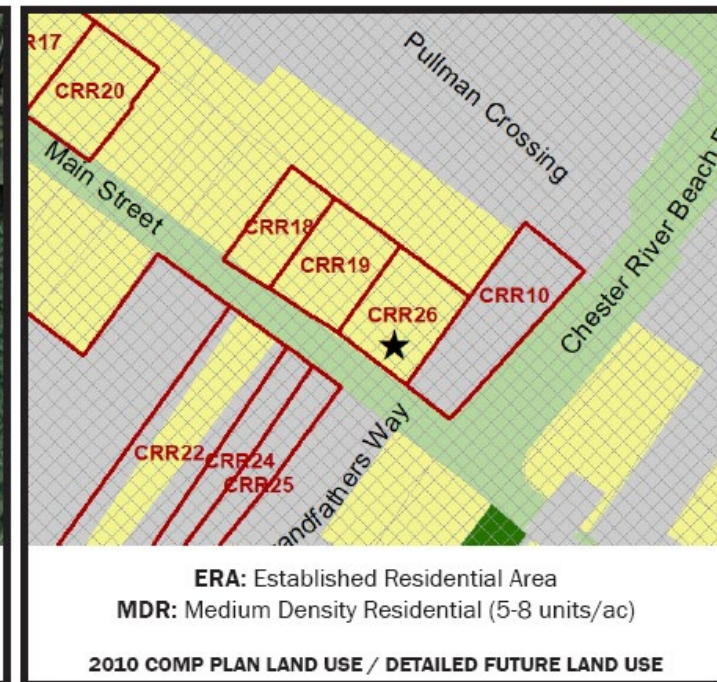 R17
CRR20
Pullman Crossing
Main Street
CRR18
CRR19
CRR10
CRR26
Chester River Beach
CRR22
CRR24
CRR25
andfathers Way
ERA: Established Residential Area
MDR: Medium Density Residential (5-8 units/ac)
2010 COMP PLAN LAND USE / DETAILED FUTURE LAND USE